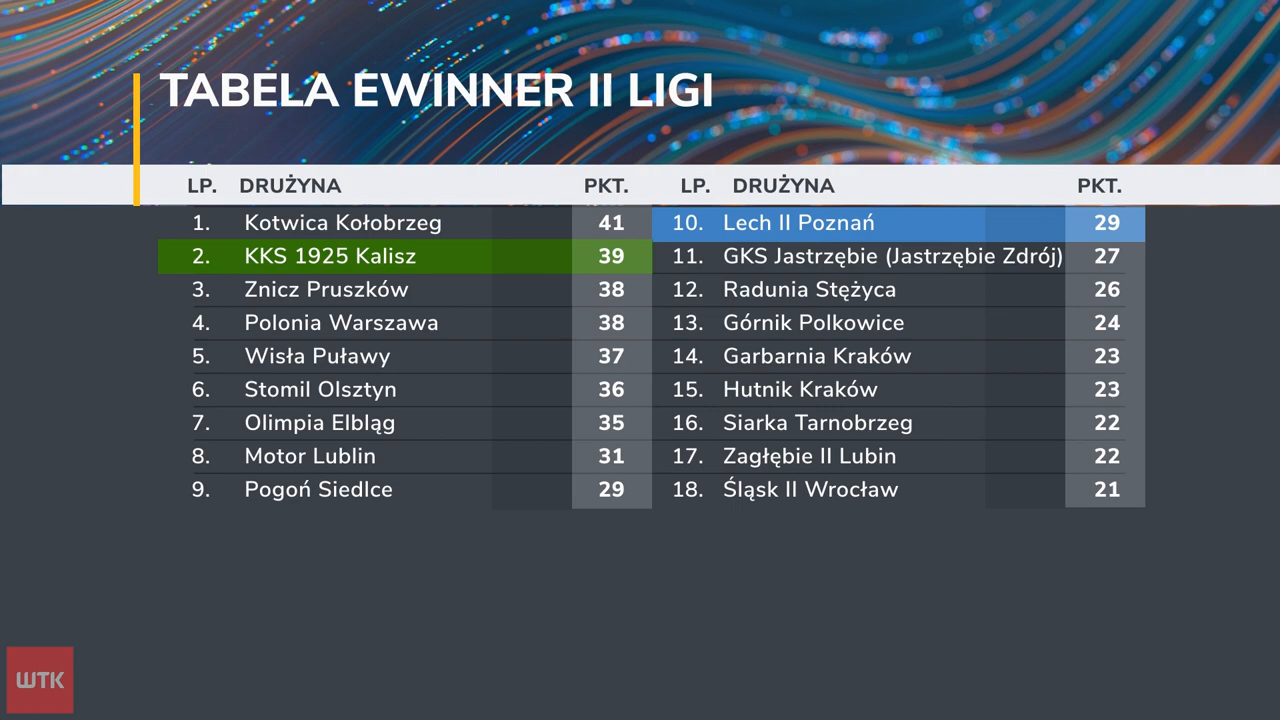 TABELA EWINNER II LIGI
LP. DRUŻYNA PKT.
1. Kotwica Kołobrzeg 41
2. KKS 1925 Kalisz 39
3. Znicz Pruszków 38
4. Polonia Warszawa 38
5. Wisła Puławy 37
6. Stomil Olsztyn 36
7. Olimpia Elbląg 35
8. Motor Lublin 31
9. Pogoń Siedlce 29
LP. DRUŻYNA PKT.
10. Lech II Poznań 29
11. GKS Jastrzębie (Jastrzębie Zdrój) 27
12. Radunia Stężyca 26
13. Górnik Polkowice 24
14. Garbarnia Kraków 23
15. Hutnik Kraków 23
16. Siarka Tarnobrzeg 22
17. Zagłębie II Lubin 22
18. Śląsk II Wrocław 21
WTK